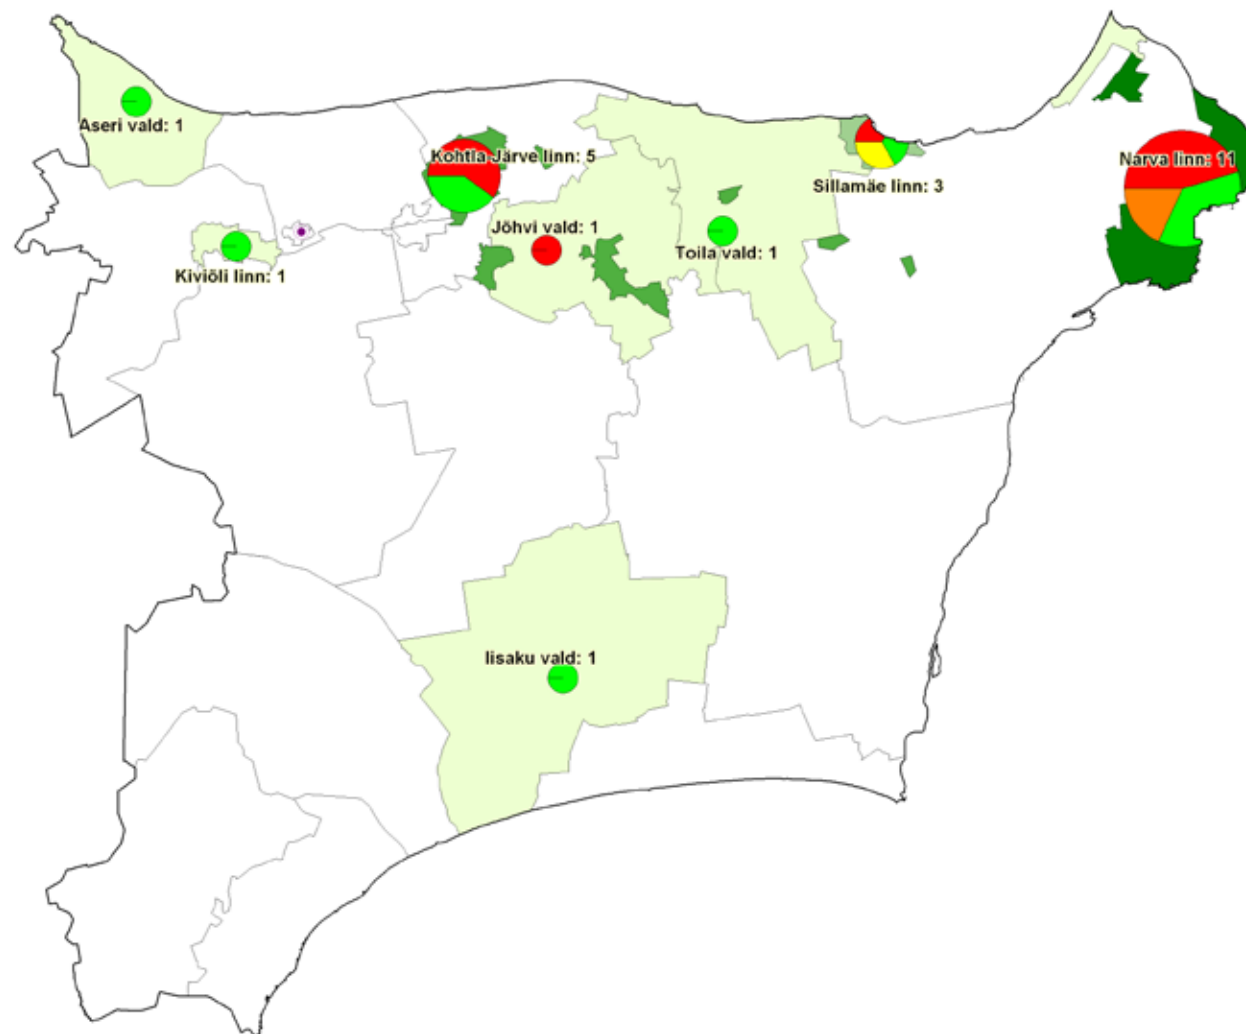 Aseri vald: 1
Kohtla-Järve linn: 5
Narva linn: 11
Sillamäe linn: 3
Jõhvi vald: 1
Toila vald: 1
Kiviõli linn: 1
Iisaku vald: 1